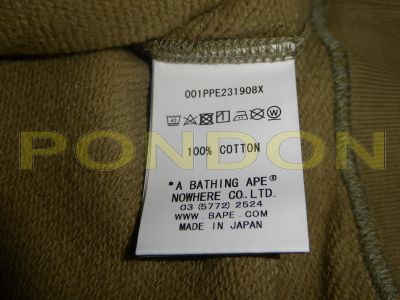 001PPE231908X
PONDON
100% COTTON
*A BATHING APE®
NOWHERE CO., LTD.
03 (5772) 2524
WWW. BAPE. COM
MADE IN JAPAN